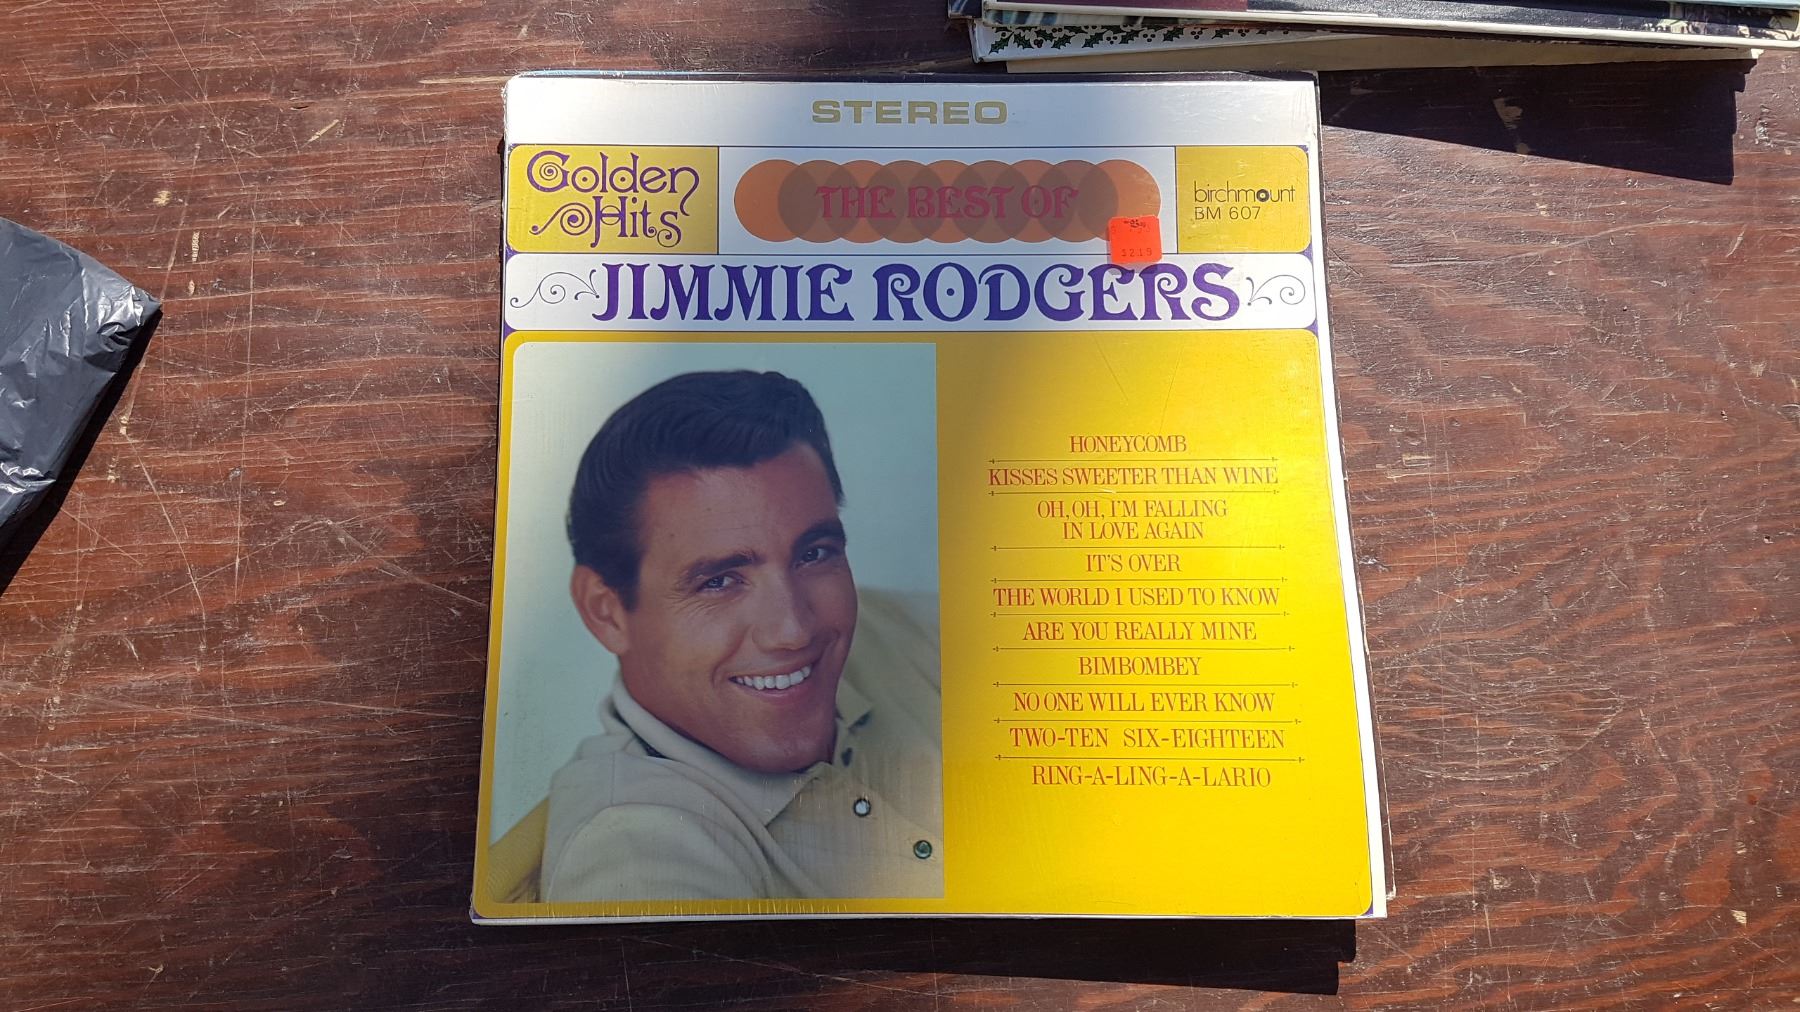 STEREO
Golden
Hits
THE BEST OF
birchmount
BM 607
$2.19
JIMMIE RODGERS
HONEYCOMB
KISSES SWEETER THAN WINE
OH, OH, I'M FALLING
IN LOVE AGAIN
IT'S OVER
THE WORLD I USED TO KNOW
ARE YOU REALLY MINE
BIMBOMBEY
NO ONE WILL EVER KNOW
TWO-TEN SIX-EIGHTEEN
RING-A-LING-A-LARIO